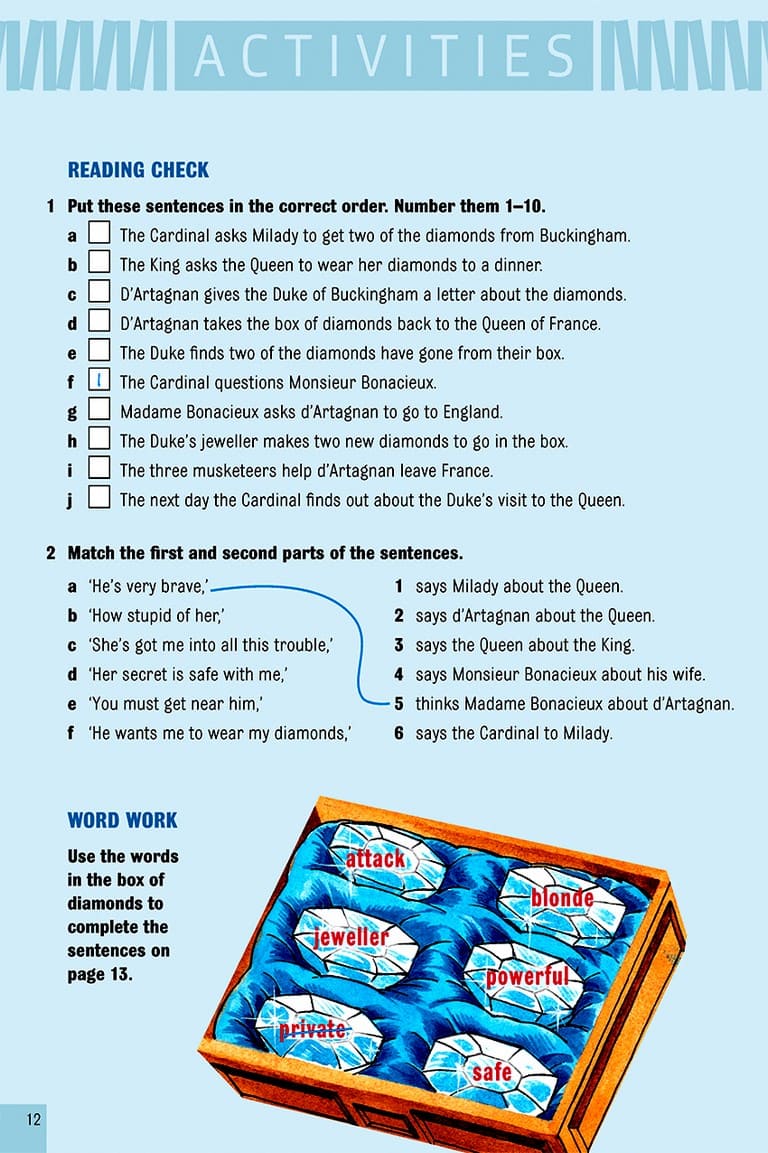 ACTIVITIES
READING CHECK
1 Put these sentences in the correct order. Number them 1–10.
a The Cardinal asks Milady to get two of the diamonds from Buckingham.
b The King asks the Queen to wear her diamonds to a dinner.
c D'Artagnan gives the Duke of Buckingham a letter about the diamonds.
d D'Artagnan takes the box of diamonds back to the Queen of France.
e The Duke finds two of the diamonds have gone from their box.
f 1 The Cardinal questions Monsieur Bonacieux.
g Madame Bonacieux asks d'Artagnan to go to England.
h The Duke's jeweller makes two new diamonds to go in the box.
i The three musketeers help d'Artagnan leave France.
j The next day the Cardinal finds out about the Duke's visit to the Queen.
2 Match the first and second parts of the sentences.
a 'He's very brave,' 1 says Milady about the Queen.
b 'How stupid of her,' 2 says d'Artagnan about the Queen.
c 'She's got me into all this trouble,' 3 says the Queen about the King.
d 'Her secret is safe with me,' 4 says Monsieur Bonacieux about his wife.
e 'You must get near him,' 5 thinks Madame Bonacieux about d'Artagnan.
f 'He wants me to wear my diamonds,' 6 says the Cardinal to Milady.
WORD WORK
Use the words
in the box of
diamonds to
complete the
sentences on
page 13.
attack
blonde
jeweller
powerful
private
safe
12